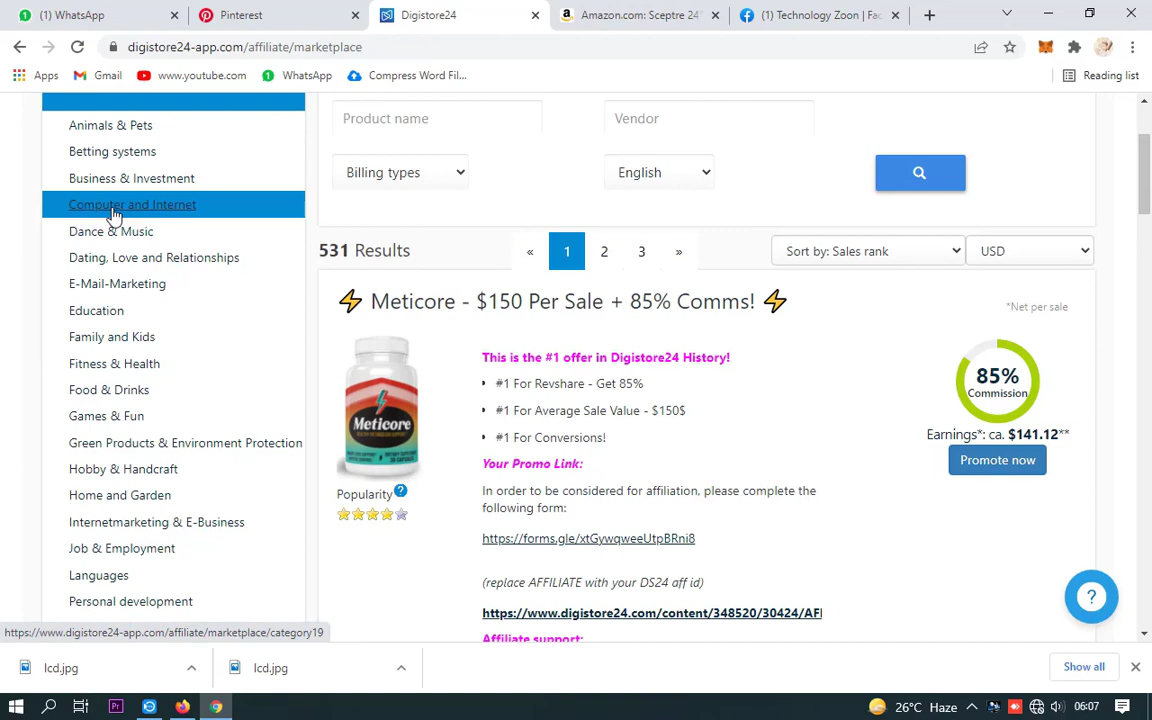 (1) WhatsApp
Pinterest
Digistore24
Amazon.com: Sceptre 24"
(1) Technology Zoon | Fac
digistore24-app.com/affiliate/marketplace
Apps
Gmail
www.youtube.com
WhatsApp
Compress Word Fil...
Reading list
Animals & Pets
Betting systems
Business & Investment
Computer and Internet
Dance & Music
Dating, Love and Relationships
E-Mail-Marketing
Education
Family and Kids
Fitness & Health
Food & Drinks
Games & Fun
Green Products & Environment Protection
Hobby & Handcraft
Home and Garden
Internetmarketing & E-Business
Job & Employment
Languages
Personal development
Product name
Vendor
Billing types
English
531 Results
«
1
2
3
»
Sort by: Sales rank
USD
Meticore - $150 Per Sale + 85% Comms!
*Net per sale
Meticore
Popularity ?
This is the #1 offer in Digistore24 History!
#1 For Revshare - Get 85%
#1 For Average Sale Value - $150$
#1 For Conversions!
Your Promo Link:
In order to be considered for affiliation, please complete the
following form:
https://forms.gle/xtGywqweeUtpBRni8
(replace AFFILIATE with your DS24 aff id)
https://www.digistore24.com/content/348520/30424/AFI
Affiliate support:
85%
Commission
Earnings*: ca. $141.12**
Promote now
?
https://www.digistore24-app.com/affiliate/marketplace/category19
lcd.jpg
lcd.jpg
Show all
Pr
26°C Haze
06:07